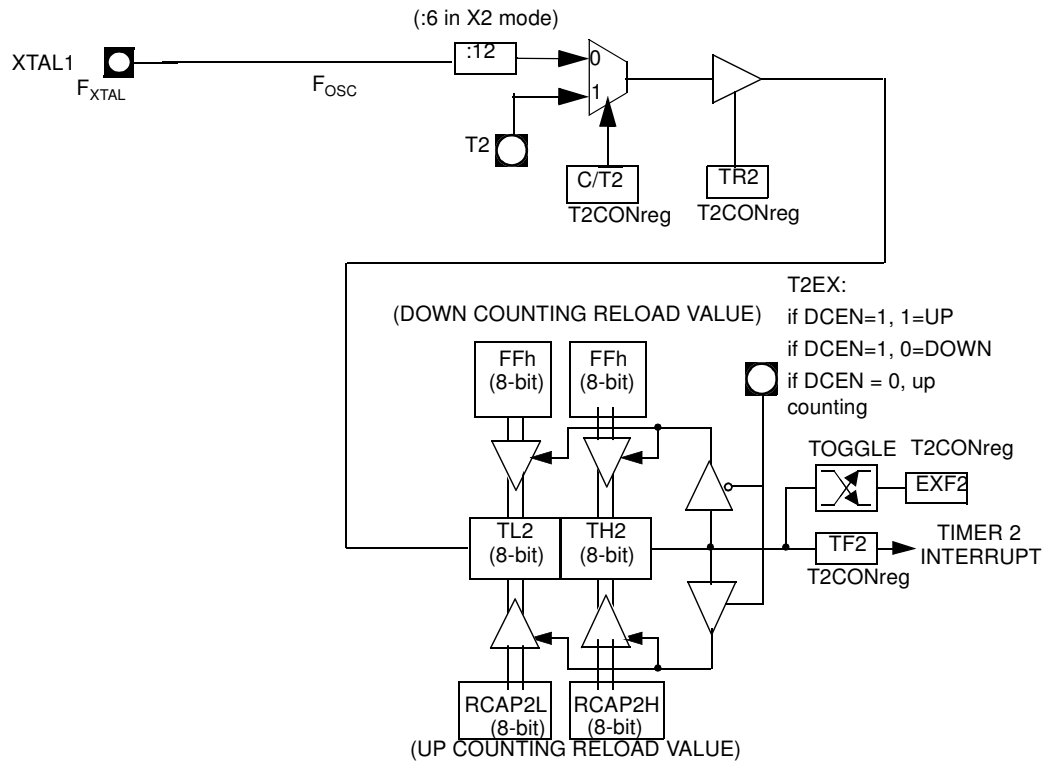 (:6 in X2 mode)
XTAL1
:12
0
F_XTAL
F_OSC
1
T2
C/T2
TR2
T2CONreg
T2CONreg
T2EX:
if DCEN=1, 1=UP
if DCEN=1, 0=DOWN
if DCEN = 0, up
counting
(DOWN COUNTING RELOAD VALUE)
FFh
(8-bit)
FFh
(8-bit)
TOGGLE
T2CONreg
EXF2
TL2
(8-bit)
TH2
(8-bit)
TF2
T2CONreg
TIMER 2
INTERRUPT
RCAP2L
(8-bit)
RCAP2H
(8-bit)
(UP COUNTING RELOAD VALUE)